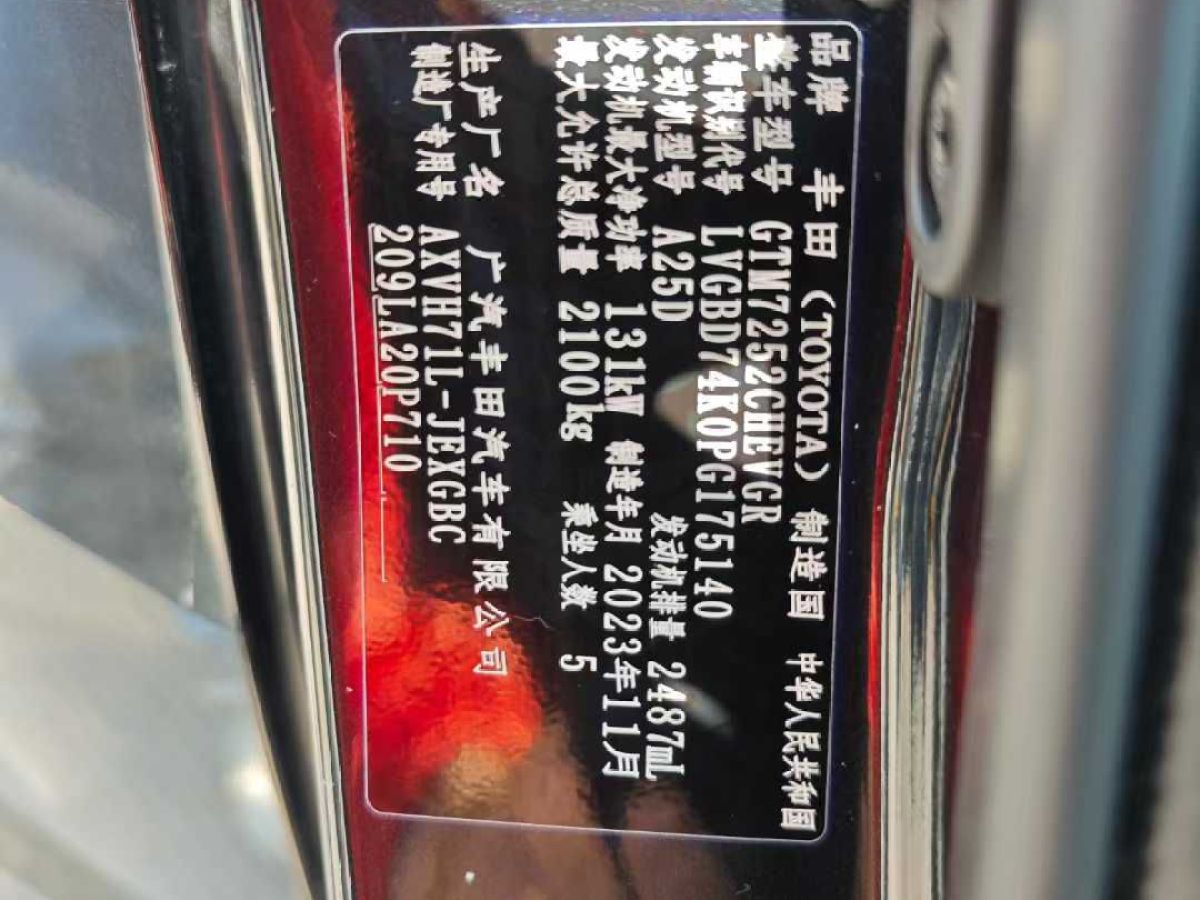 品牌 丰田（TOYOTA） 制造国 中华人民共和国
整车型号 GTM7252CHEVGR
车辆识别代号 LVGBD74K0PG175140
发动机型号 A25D 发动机排量 2487mL
发动机最大净功率 131kW 制造年月 2023年11月
最大允许总质量 2100kg 乘坐人数 5
生产厂名 广汽丰田汽车有限公司
制造厂专用号 AXVH71L-JEXGBC
209LA20P710